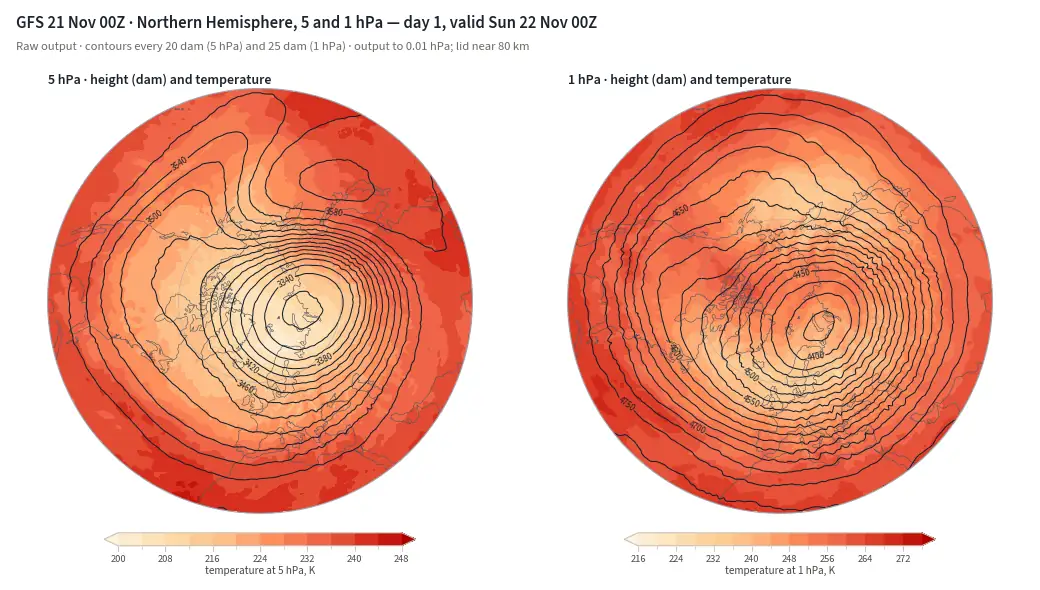 GFS 21 Nov 00Z · Northern Hemisphere, 5 and 1 hPa — day 1, valid Sun 22 Nov 00Z
Raw output · contours every 20 dam (5 hPa) and 25 dam (1 hPa) · output to 0.01 hPa; lid near 80 km
5 hPa · height (dam) and temperature
3540
3500
3580
3340
3420
3380
3460
200 208 216 224 232 240 248
temperature at 5 hPa, K
1 hPa · height (dam) and temperature
4650
4450
4600
4400
4500
4550
4750
4700
216 224 232 240 248 256 264 272
temperature at 1 hPa, K